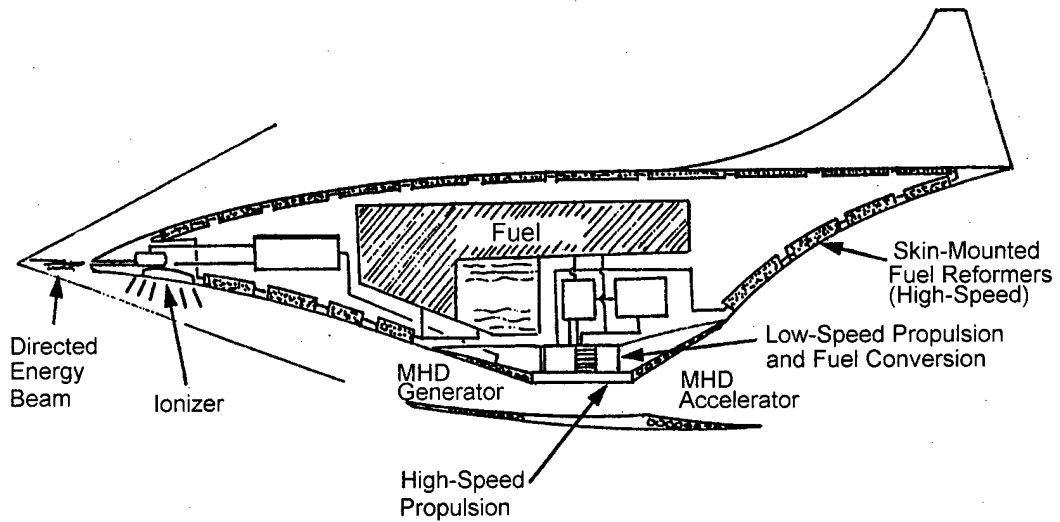 Fuel
Skin-Mounted
Fuel Reformers
(High-Speed)
Low-Speed Propulsion
and Fuel Conversion
Directed
Energy
Beam
Ionizer
MHD
Generator
MHD
Accelerator
High-Speed
Propulsion